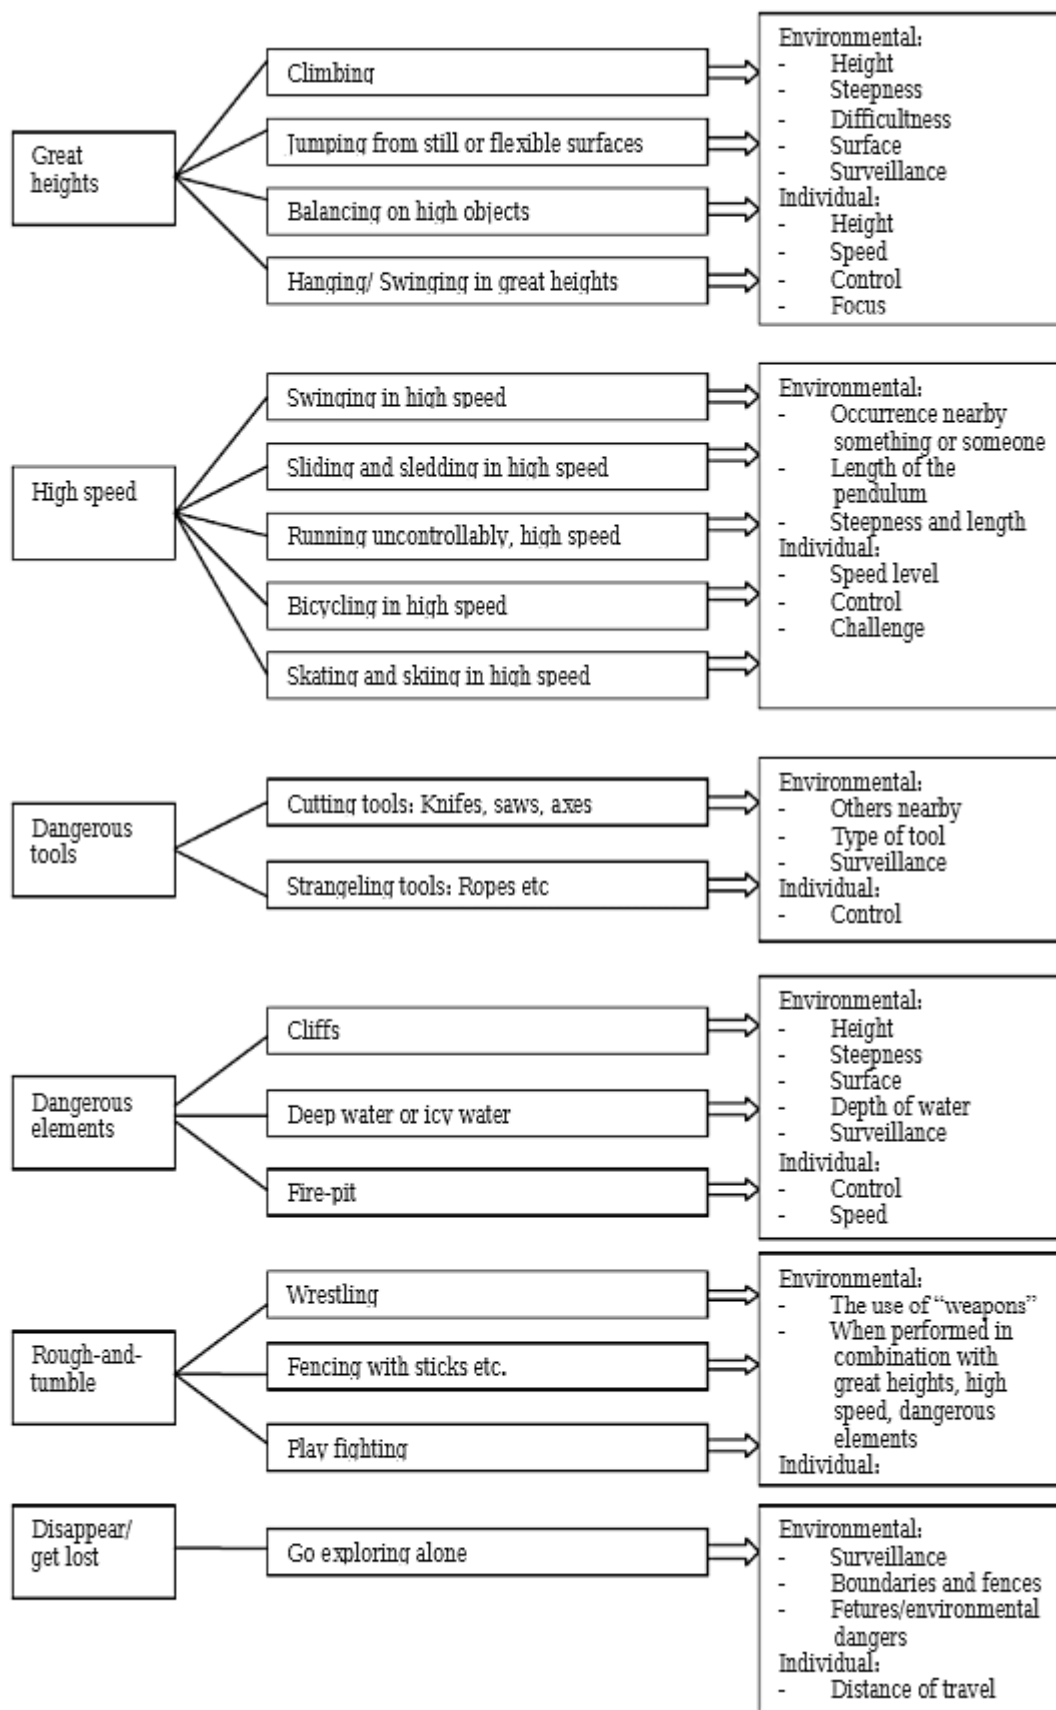 Great
heights
Climbing
Jumping from still or flexible surfaces
Balancing on high objects
Hanging/ Swinging in great heights
Environmental:
- Height
- Steepness
- Difficultness
- Surface
- Surveillance
Individual:
- Height
- Speed
- Control
- Focus
High speed
Swinging in high speed
Sliding and sledding in high speed
Running uncontrollably, high speed
Bicycling in high speed
Skating and skiing in high speed
Environmental:
- Occurrence nearby
something or someone
- Length of the
pendulum
- Steepness and length
Individual:
- Speed level
- Control
- Challenge
Dangerous
tools
Cutting tools: Knifes, saws, axes
Strangeling tools: Ropes etc
Environmental:
- Others nearby
- Type of tool
- Surveillance
Individual:
- Control
Dangerous
elements
Cliffs
Deep water or icy water
Fire-pit
Environmental:
- Height
- Steepness
- Surface
- Depth of water
- Surveillance
Individual:
- Control
- Speed
Rough-and-
tumble
Wrestling
Fencing with sticks etc.
Play fighting
Environmental:
- The use of “weapons”
- When performed in
combination with
great heights, high
speed, dangerous
elements
Individual:
Disappear/
get lost
Go exploring alone
Environmental:
- Surveillance
- Boundaries and fences
- Fetures/environmental
dangers
Individual:
- Distance of travel